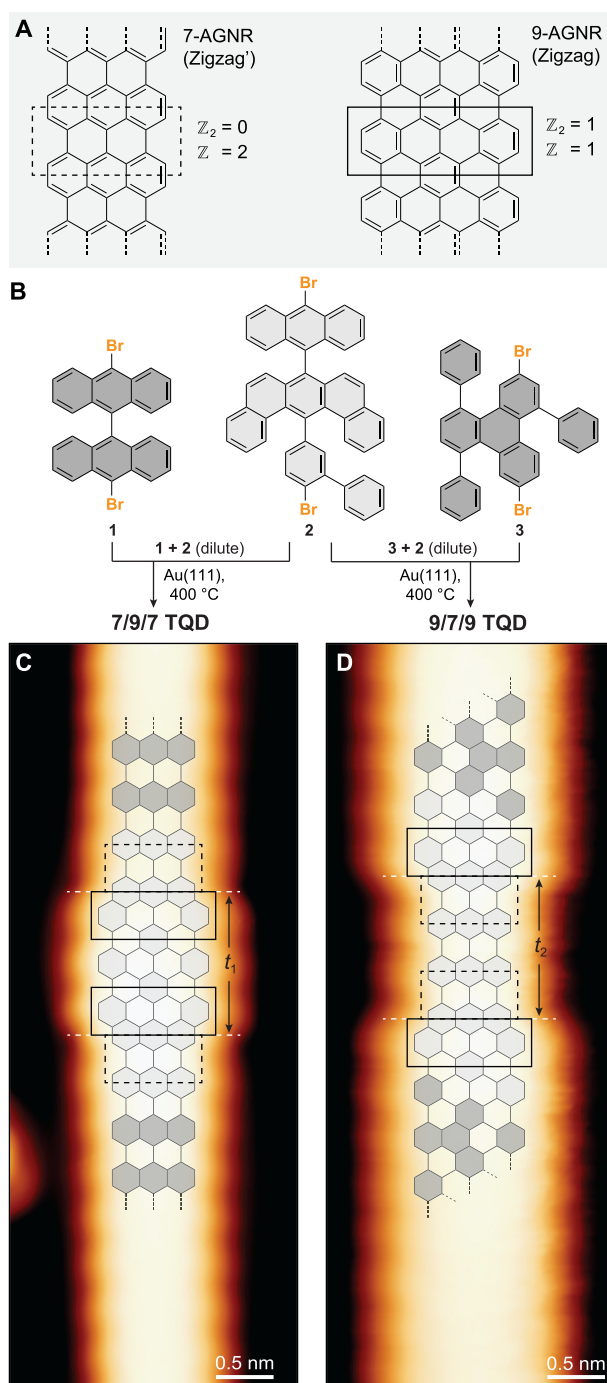 A
7-AGNR
(Zigzag’)
ℤ2 = 0
ℤ = 2
9-AGNR
(Zigzag)
ℤ2 = 1
ℤ = 1
B
Br
Br
1
Br
Br
2
Br
Br
3
1 + 2 (dilute)
Au(111),
400 °C
7/9/7 TQD
3 + 2 (dilute)
Au(111),
400 °C
9/7/9 TQD
C
t1
0.5 nm
D
t2
0.5 nm